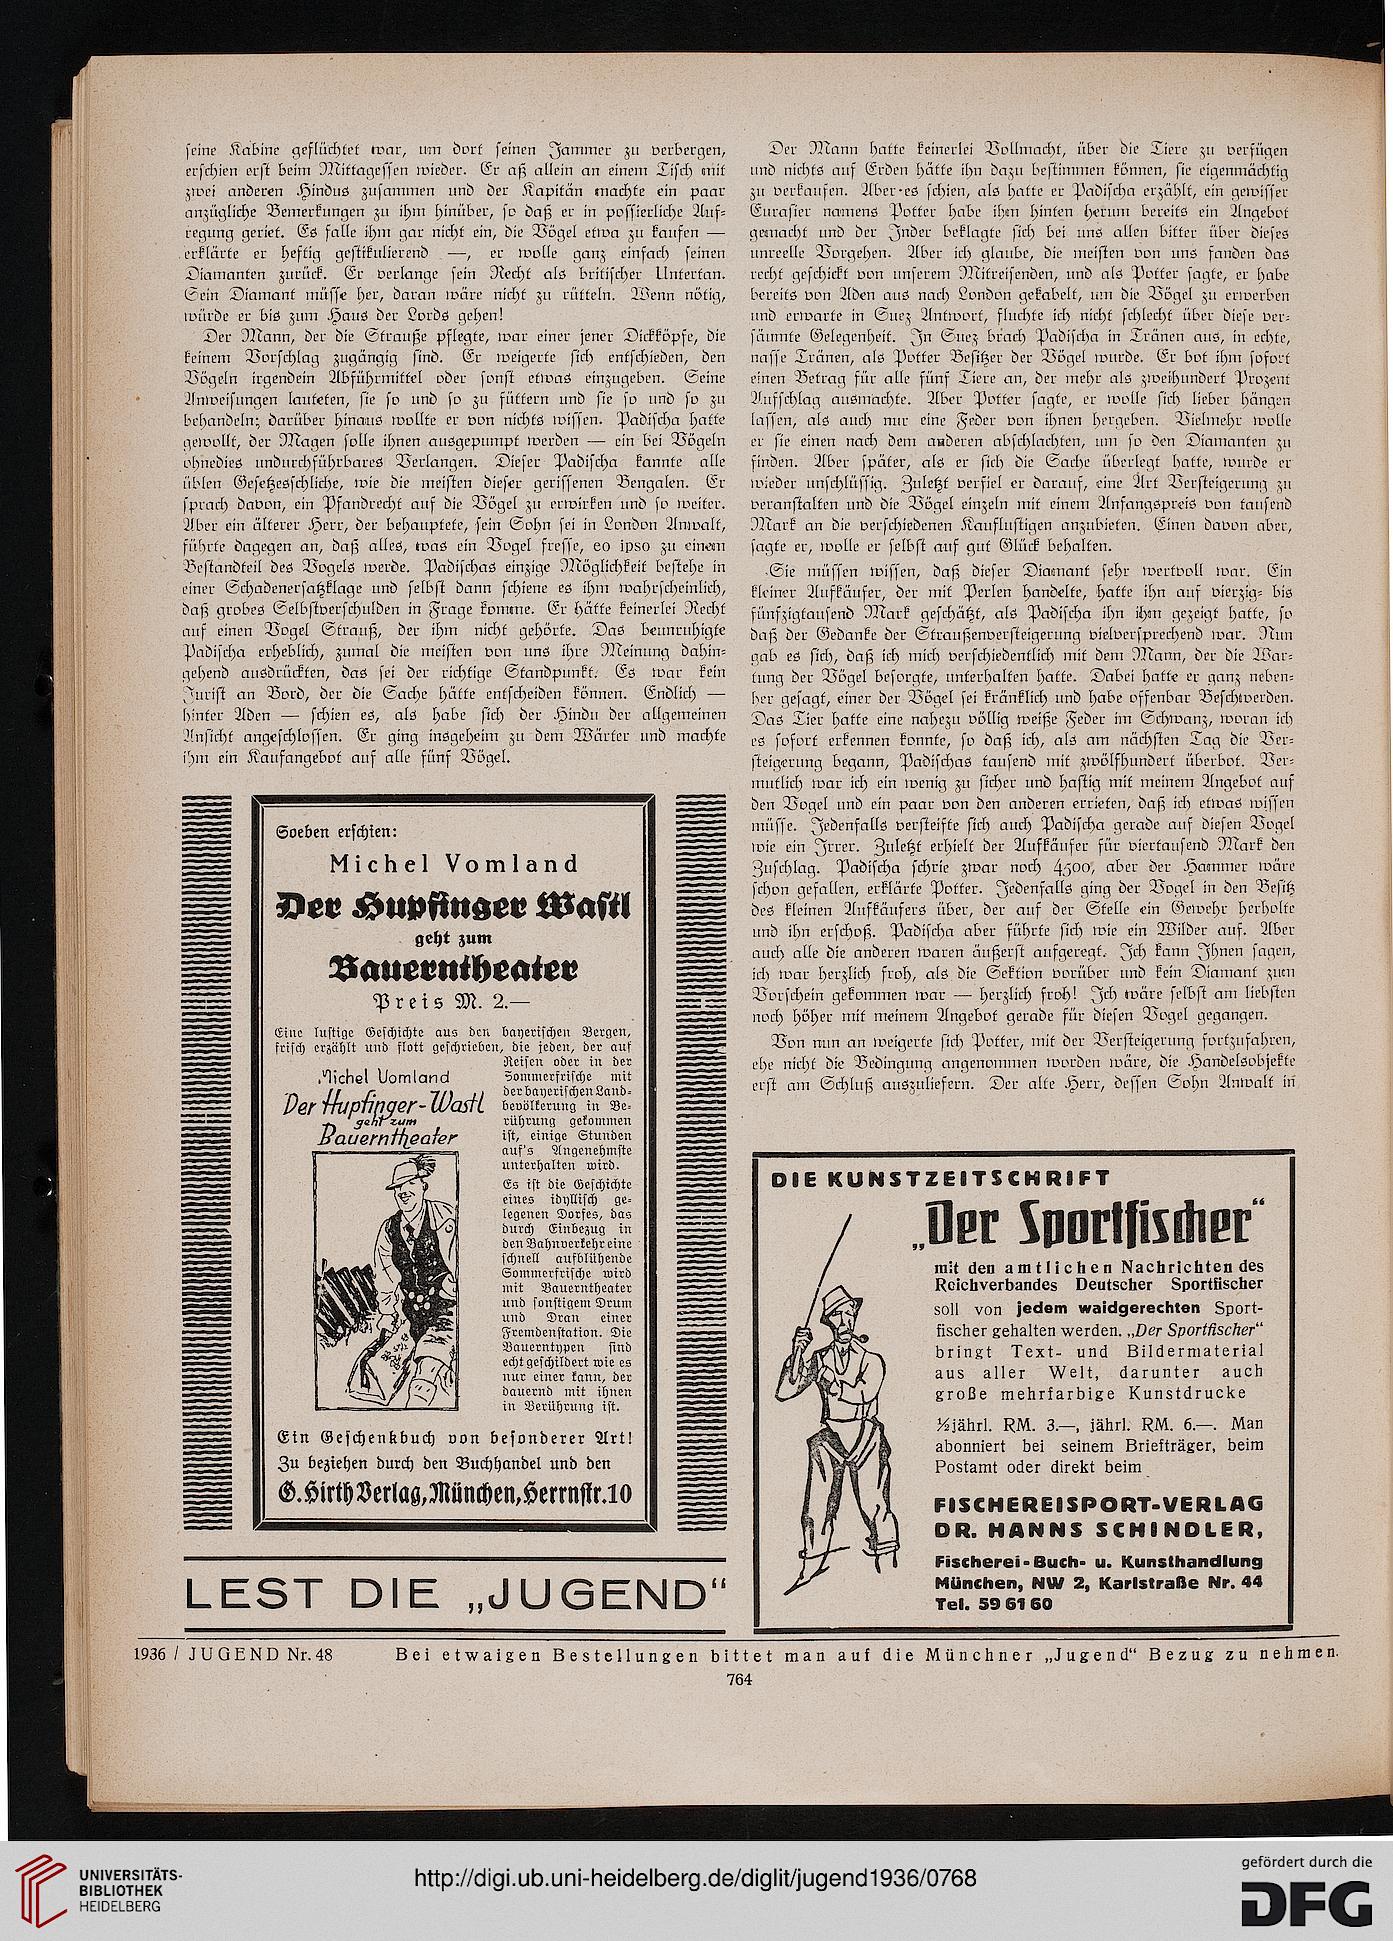 seine Kabine geflüchtet war, um dort seinen Jammer zu verbergen,
erschien erst beim Mittagessen wieder. Er aß allein an einem Tisch mit
zwei anderen Hindus zusammen und der Kapitän machte ein paar
anzügliche Bemerkungen zu ihm hinüber, so daß er in possierliche Auf-
regung geriet. Es falle ihm gar nicht ein, die Vögel etwa zu kaufen —
erklärte er heftig gestikulierend —, er wolle ganz einfach seinen
Diamanten zurück. Er verlange sein Recht als britischer Untertan.
Sein Diamant müsse her, daran wäre nicht zu rütteln. Wenn nötig,
würde er bis zum Haus der Lords gehen!
Der Mann, der die Strauße pflegte, war einer jener Dickköpfe, die
keinem Vorschlag zugängig sind. Er weigerte sich entschieden, den
Vögeln irgendein Abführmittel oder sonst etwas einzugeben. Seine
Anweisungen lauteten, sie so und so zu füttern und sie so und so zu
behandeln; darüber hinaus wollte er von nichts wissen. Padischa hatte
gewollt, der Magen solle ihnen ausgepumpt werden — ein bei Vögeln
ohnedies undurchführbares Verlangen. Dieser Padischa kannte alle
üblen Gesetzesschliche, wie die meisten dieser gerissenen Bengalen. Er
sprach davon, ein Pfandrecht auf die Vögel zu erwirken und so weiter.
Aber ein älterer Herr, der behauptete, sein Sohn sei in London Anwalt,
führte dagegen an, daß alles, was ein Vogel fresse, eo ipso zu einem
Bestandteil des Vogels werde. Padischas einzige Möglichkeit bestehe in
einer Schadenersatzklage und selbst dann schiene es ihm wahrscheinlich,
daß grobes Selbstverschulden in Frage komme. Er hätte keinerlei Recht
auf einen Vogel Strauß, der ihm nicht gehörte. Das beunruhigte
Padischa erheblich, zumal die meisten von uns ihre Meinung dahin-
gehend ausdrückten, das sei der richtige Standpunkt. Es war kein
Jurist an Bord, der die Sache hätte entscheiden können. Endlich —
hinter Aden — schien es, als habe sich der Hindu der allgemeinen
Ansicht angeschlossen. Er ging insgeheim zu dem Wärter und machte
ihm ein Kaufangebot auf alle fünf Vögel.
Soeben erschien:
Michel Vomland
Der Hupfinger Wastl
geht zum
Bauerntheater
Preis M. 2.—
Eine lustige Geschichte aus den bayerischen Bergen,
frisch erzählt und flott geschrieben, die jeden, der auf
Reisen oder in der
Sommerfrische mit
der bayerischen Land-
bevölkerung in Be-
rührung gekommen
ist, einige Stunden
auf's Angenehmste
unterhalten wird.
Es ist die Geschichte
eines idyllisch ge-
legenen Dorfes, das
durch Einbezug in
den Bahnverkehr eine
schnell aufblühende
Sommerfrische wird
mit Bauerntheater
und sonstigem Drum
und Dran einer
Fremdenstation. Die
Bauerntypen sind
echt geschildert wie es
nur einer kann, der
dauernd mit ihnen
in Berührung ist.
Michel Vomland
Der Hupfinger-Wastl
geht zum
Bauerntheater
Ein Geschenkbuch von besonderer Art!
Zu beziehen durch den Buchhandel und den
G. Hirth Verlag, München, Herrnstr. 10
LEST DIE „JUGEND“
Der Mann hatte keinerlei Vollmacht, über die Tiere zu verfügen
und nichts auf Erden hätte ihn dazu bestimmen können, sie eigenmächtig
zu verkaufen. Aber es schien, als hatte er Padischa erzählt, ein gewisser
Eurasier namens Potter habe ihm hinten herum bereits ein Angebot
gemacht und der Inder beklagte sich bei uns allen bitter über dieses
unreelle Vorgehen. Aber ich glaube, die meisten von uns fanden das
recht geschickt von unserem Mitreisenden, und als Potter sagte, er habe
bereits von Aden aus nach London gekabelt, um die Vögel zu erwerben
und erwarte in Suez Antwort, fluchte ich nicht schlecht über diese ver-
säumte Gelegenheit. In Suez brach Padischa in Tränen aus, in echte,
nasse Tränen, als Potter Besitzer der Vögel wurde. Er bot ihm sofort
einen Betrag für alle fünf Tiere an, der mehr als zweihundert Prozent
Aufschlag ausmachte. Aber Potter sagte, er wolle sich lieber hängen
lassen, als auch nur eine Feder von ihnen hergeben. Vielmehr wolle
er sie einen nach dem anderen abschlachten, um so den Diamanten zu
finden. Aber später, als er sich die Sache überlegt hatte, wurde er
wieder unschlüssig. Zuletzt verfiel er darauf, eine Art Versteigerung zu
veranstalten und die Vögel einzeln mit einem Anfangspreis von tausend
Mark an die verschiedenen Kauflustigen anzubieten. Einen davon aber,
sagte er, wolle er selbst auf gut Glück behalten.
Sie müssen wissen, daß dieser Diamant sehr wertvoll war. Ein
kleiner Aufkäufer, der mit Perlen handelte, hatte ihn auf vierzig- bis
fünfzigtausend Mark geschätzt, als Padischa ihn ihm gezeigt hatte, so
daß der Gedanke der Straußenversteigerung vielversprechend war. Nun
gab es sich, daß ich mich verschiedentlich mit dem Mann, der die War-
tung der Vögel besorgte, unterhalten hatte. Dabei hatte er ganz neben-
her gesagt, einer der Vögel sei kränklich und habe offenbar Beschwerden.
Das Tier hatte eine nahezu völlig weiße Feder im Schwanz, woran ich
es sofort erkennen konnte, so daß ich, als am nächsten Tag die Ver-
steigerung begann, Padischas tausend mit zwölfhundert überbot. Ver-
mutlich war ich ein wenig zu sicher und hastig mit meinem Angebot auf
den Vogel und ein paar von den anderen errieten, daß ich etwas wissen
müsse. Jedenfalls versteifte sich auch Padischa gerade auf diesen Vogel
wie ein Irrer. Zuletzt erhielt der Aufkäufer für viertausend Mark den
Zuschlag. Padischa schrie zwar noch 4500, aber der Hammer wäre
schon gefallen, erklärte Potter. Jedenfalls ging der Vogel in den Besitz
des kleinen Aufkäufers über, der auf der Stelle ein Gewehr herholte
und ihn erschoß. Padischa aber führte sich wie ein Wilder auf. Aber
auch alle die anderen waren äußerst aufgeregt. Ich kann Ihnen sagen,
ich war herzlich froh, als die Sektion vorüber und kein Diamant zum
Vorschein gekommen war — herzlich froh! Ich wäre selbst am liebsten
noch höher mit meinem Angebot gerade für diesen Vogel gegangen.
Von nun an weigerte sich Potter, mit der Versteigerung fortzufahren,
ehe nicht die Bedingung angenommen worden wäre, die Handelsobjekte
erst am Schluß auszuliefern. Der alte Herr, dessen Sohn Anwalt in
DIE KUNSTZEITSCHRIFT
„Der Sportfischer“
mit den amtlichen Nachrichten des
Reichverbandes Deutscher Sportfischer
soll von jedem waidgerechten Sport-
fischer gehalten werden. „Der Sportfischer“
bringt Text- und Bildermaterial
aus aller Welt, darunter auch
große mehrfarbige Kunstdrucke
½jährl. RM. 3.—, jährl. RM. 6.—. Man
abonniert bei seinem Briefträger, beim
Postamt oder direkt beim
FISCHEREISPORT-VERLAG
DR. HANNS SCHINDLER,
Fischerei-Buch- u. Kunsthandlung
München, NW 2, Karlstraße Nr. 44
Tel. 59 61 60
1936 / JUGEND Nr. 48 Bei etwaigen Bestellungen bittet man auf die Münchner „Jugend“ Bezug zu nehmen.
764
UNIVERSITÄTS-
BIBLIOTHEK
HEIDELBERG
http://digi.ub.uni-heidelberg.de/diglit/jugend1936/0768
gefördert durch die
DFG